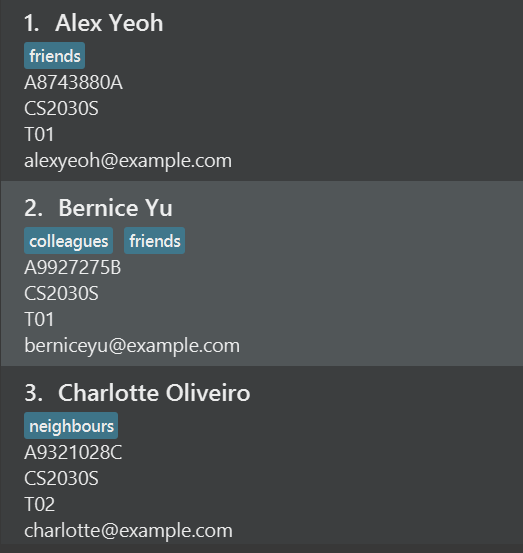 1. Alex Yeoh
friends
A8743880A
CS2030S
T01
alexyeoh@example.com
2. Bernice Yu
colleagues friends
A9927275B
CS2030S
T01
berniceyu@example.com
3. Charlotte Oliveiro
neighbours
A9321028C
CS2030S
T02
charlotte@example.com